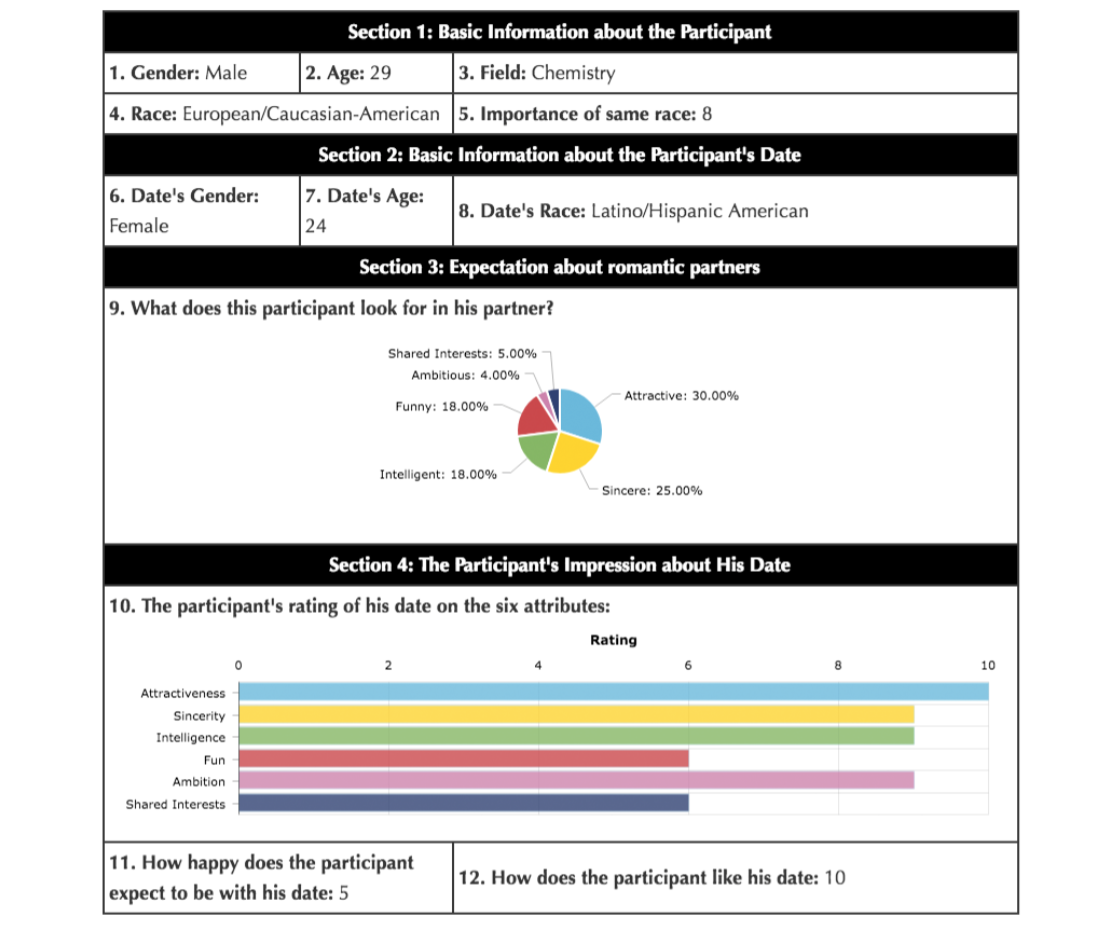 Section 1: Basic Information about the Participant
1. Gender: Male
2. Age: 29
3. Field: Chemistry
4. Race: European/Caucasian-American
5. Importance of same race: 8
Section 2: Basic Information about the Participant's Date
6. Date's Gender:
Female
7. Date's Age:
24
8. Date's Race: Latino/Hispanic American
Section 3: Expectation about romantic partners
9. What does this participant look for in his partner?
Shared Interests: 5.00%
Ambitious: 4.00%
Attractive: 30.00%
Funny: 18.00%
Intelligent: 18.00%
Sincere: 25.00%
Section 4: The Participant's Impression about His Date
10. The participant's rating of his date on the six attributes:
Rating
0 2 4 6 8 10
Attractiveness
Sincerity
Intelligence
Fun
Ambition
Shared Interests
11. How happy does the participant
expect to be with his date: 5
12. How does the participant like his date: 10